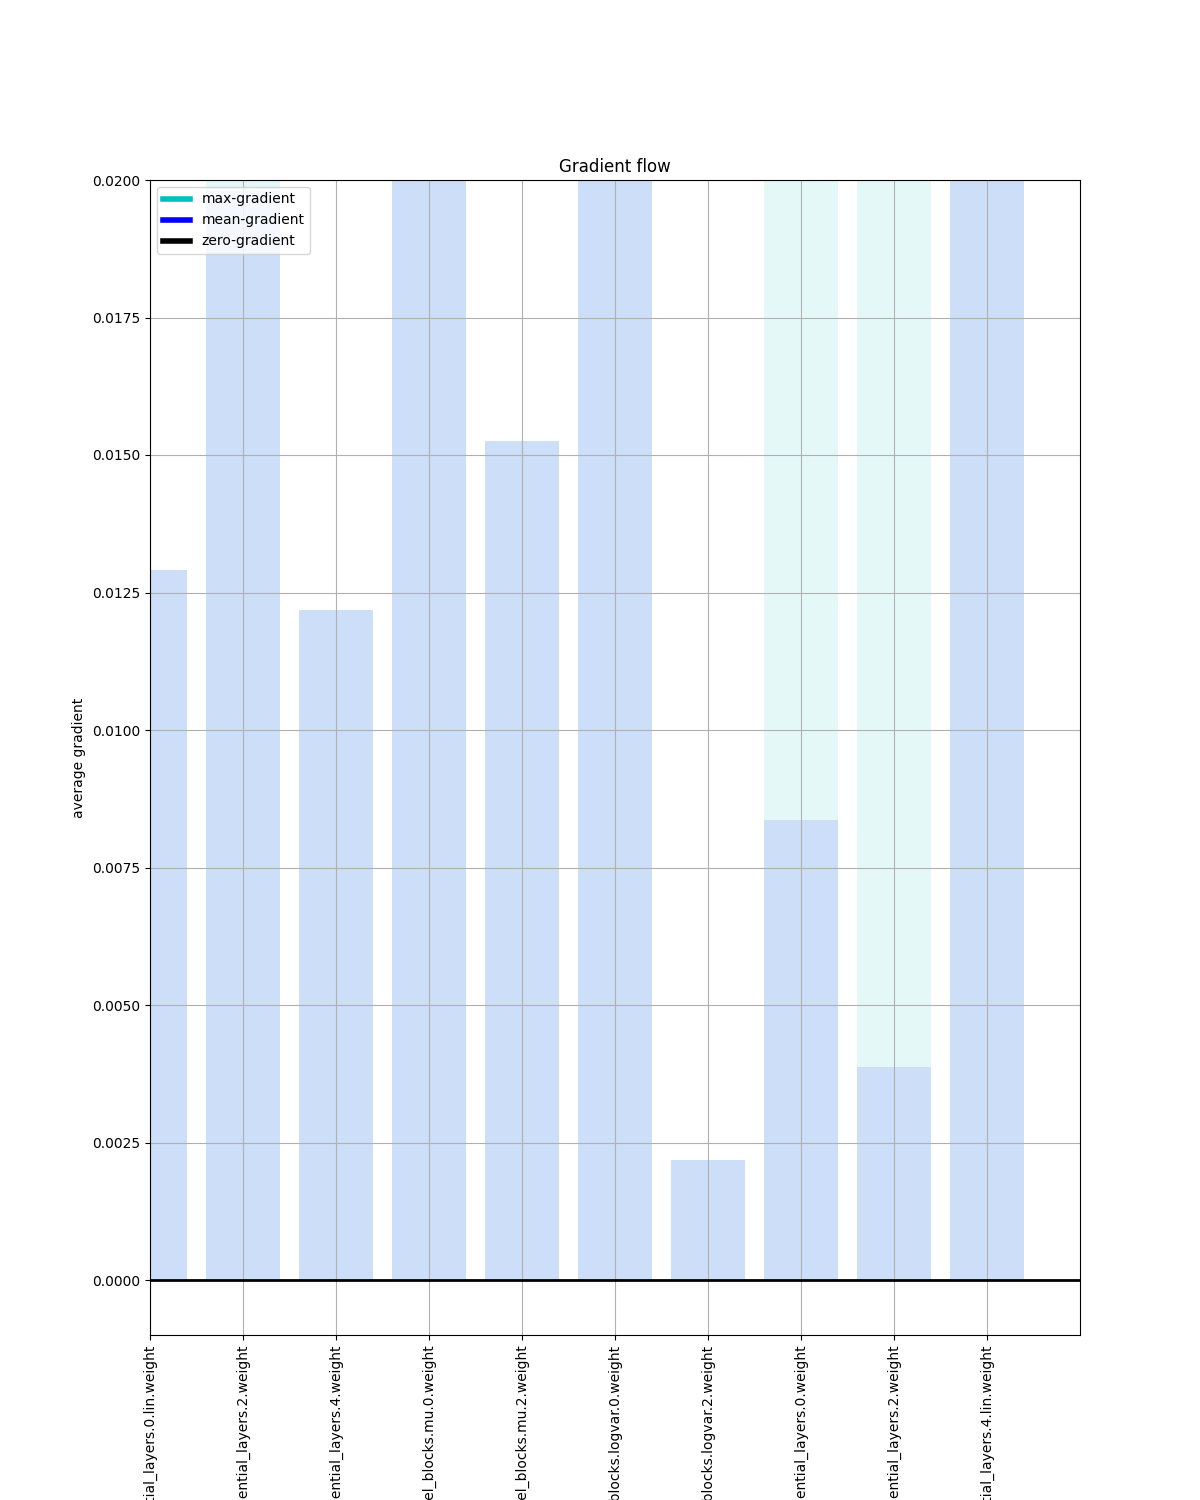 Gradient flow
max-gradient
mean-gradient
zero-gradient
0.0200
0.0175
0.0150
0.0125
0.0100
0.0075
0.0050
0.0025
0.0000
average gradient
tial_layers.0.lin.weight
ential_layers.2.weight
ential_layers.4.weight
el_blocks.mu.0.weight
el_blocks.mu.2.weight
blocks.logvar.0.weight
blocks.logvar.2.weight
ential_layers.0.weight
ential_layers.2.weight
tial_layers.4.lin.weight